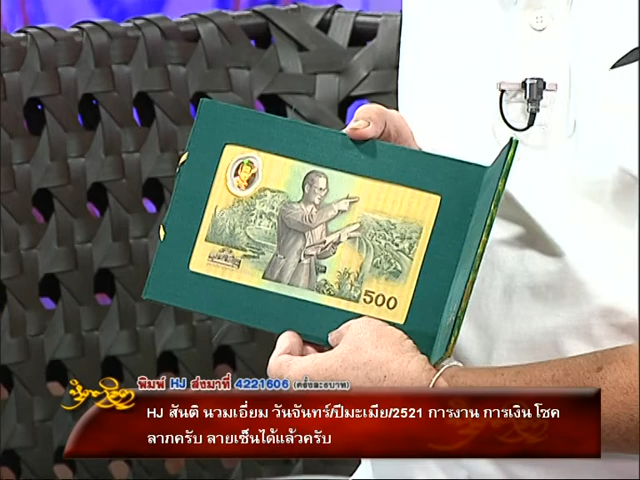 500
พิมพ์ HJ ส่งมาที่ 4221606 (ครั้งละ6บาท)
HJ สันติ นวมเอี่ยม วันจันทร์/ปีมะเมีย/2521 การงาน การเงิน โชค
ลาภครับ ลายเซ็นได้แล้วครับ